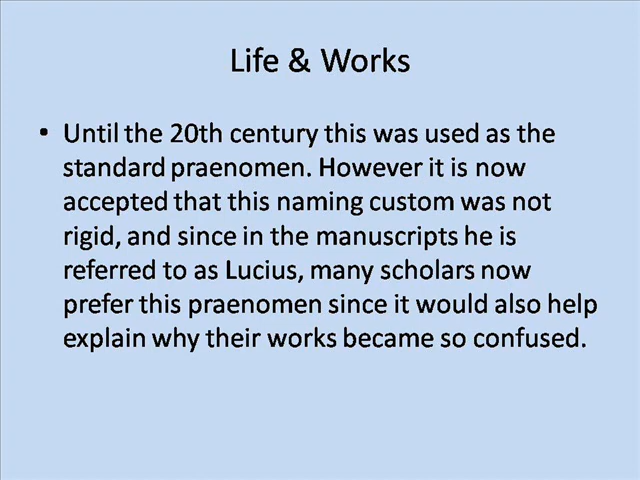 Life & Works
• Until the 20th century this was used as the
standard praenomen. However it is now
accepted that this naming custom was not
rigid, and since in the manuscripts he is
referred to as Lucius, many scholars now
prefer this praenomen since it would also help
explain why their works became so confused.